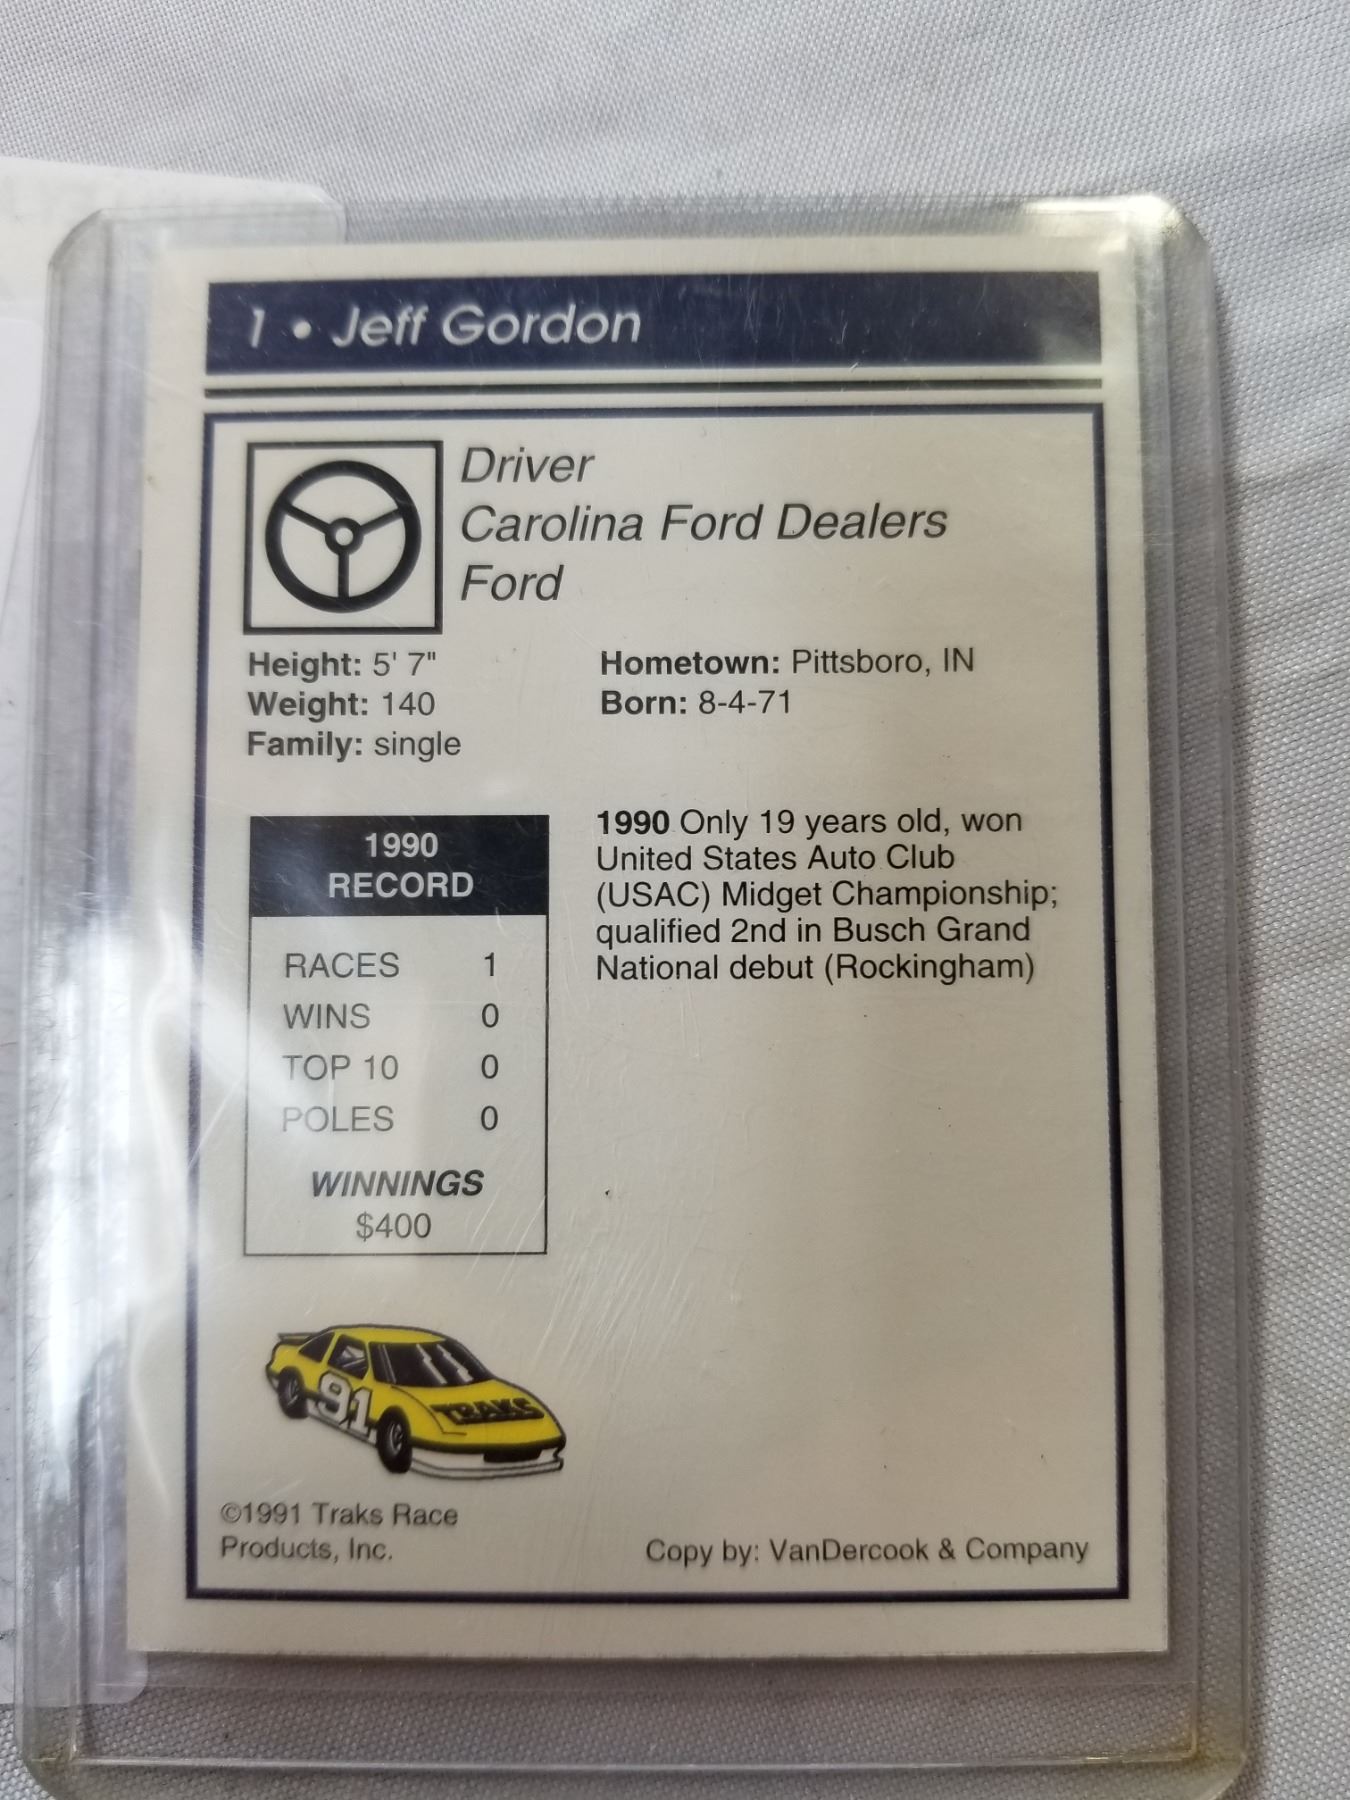 1 • Jeff Gordon
Driver
Carolina Ford Dealers
Ford
Height: 5' 7"
Weight: 140
Family: single
Hometown: Pittsboro, IN
Born: 8-4-71
1990
RECORD
RACES 1
WINS 0
TOP 10 0
POLES 0
WINNINGS
$400
1990 Only 19 years old, won
United States Auto Club
(USAC) Midget Championship;
qualified 2nd in Busch Grand
National debut (Rockingham)
91
TRAKS
©1991 Traks Race
Products, Inc.
Copy by: VanDercook & Company